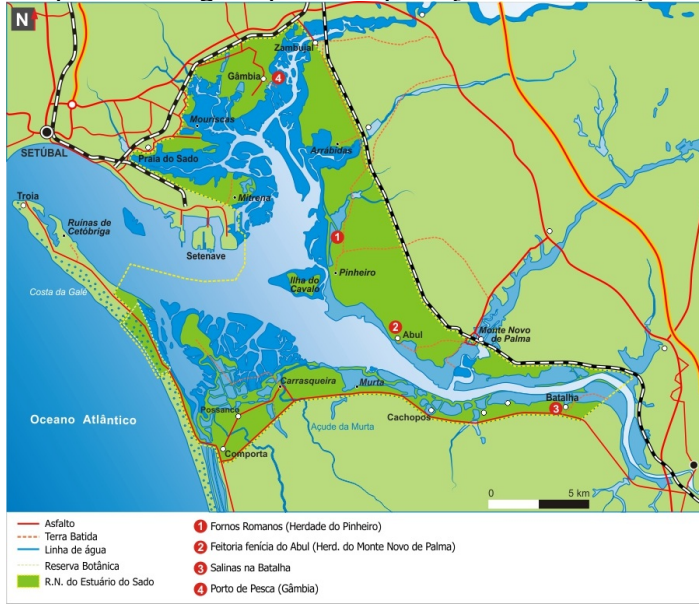 N
Zambujal
Gâmbia
4
Mouriscas
SETÚBAL
Praia do Sado
Arrábidas
Troia
Mitrena
Ruínas de
Cetóbriga
1
Setenave
Pinheiro
Costa da Galé
Ilha do
Cavalo
2
Abul
Monte Novo
de Palma
Carrasqueira
Murta
Possanco
Batalha
Oceano Atlântico
Açude da Murta
Cachopos
3
Comporta
0
5 km
Asfalto
Terra Batida
Linha de água
Reserva Botânica
R.N. do Estuário do Sado
1 Fornos Romanos (Herdade do Pinheiro)
2 Feitoria fenícia do Abul (Herd. do Monte Novo de Palma)
3 Salinas na Batalha
4 Porto de Pesca (Gâmbia)